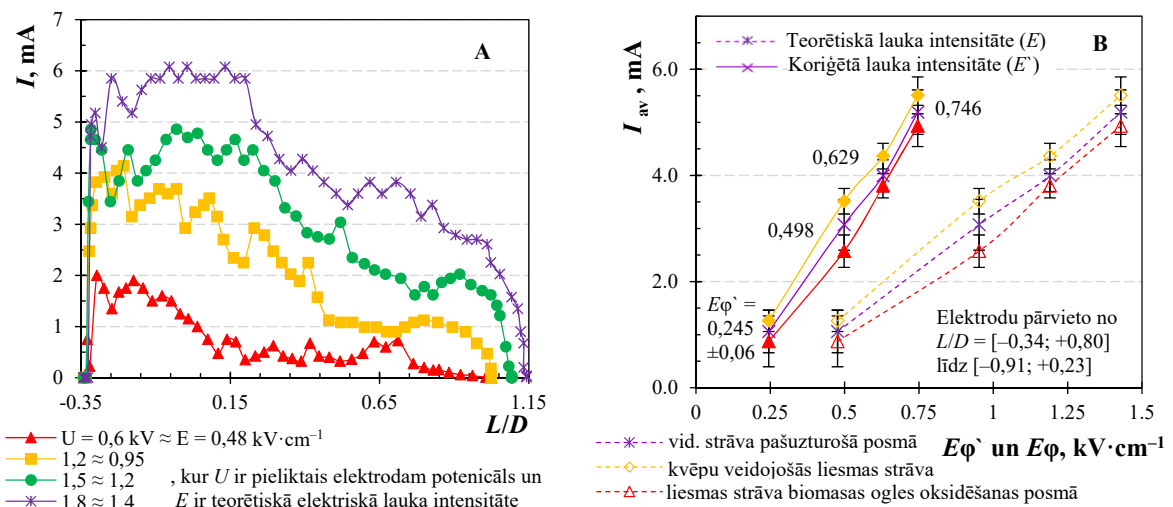 A
I, mA
7
6
5
4
3
2
1
0
-0.35
0.15
0.65
1.15
L/D
U = 0,6 kV ≈ E = 0,48 kV·cm⁻¹
1,2 ≈ 0,95
1,5 ≈ 1,2
1,8 ≈ 1,4
, kur U ir pieliktais elektrodam potenicāls un
E ir teorētiskā elektriskā lauka intensitāte
B
Teorētiskā lauka intensitāte (E)
Koriģētā lauka intensitāte (E`)
I av , mA
6.0
4.0
2.0
0.0
0,746
0,629
0,498
Eφ` =
0,245
±0,06
Elektrodu pārvieto no
L/D = [–0,34; +0,80]
līdz [–0,91; +0,23]
0
0.25
0.5
0.75
1
1.25
1.5
Eφ` un Eφ, kV·cm⁻¹
vid. strāva pašuzturošā posmā
kvēpu veidojošās liesmas strāva
liesmas strāva biomasas ogles oksidēšanas posmā